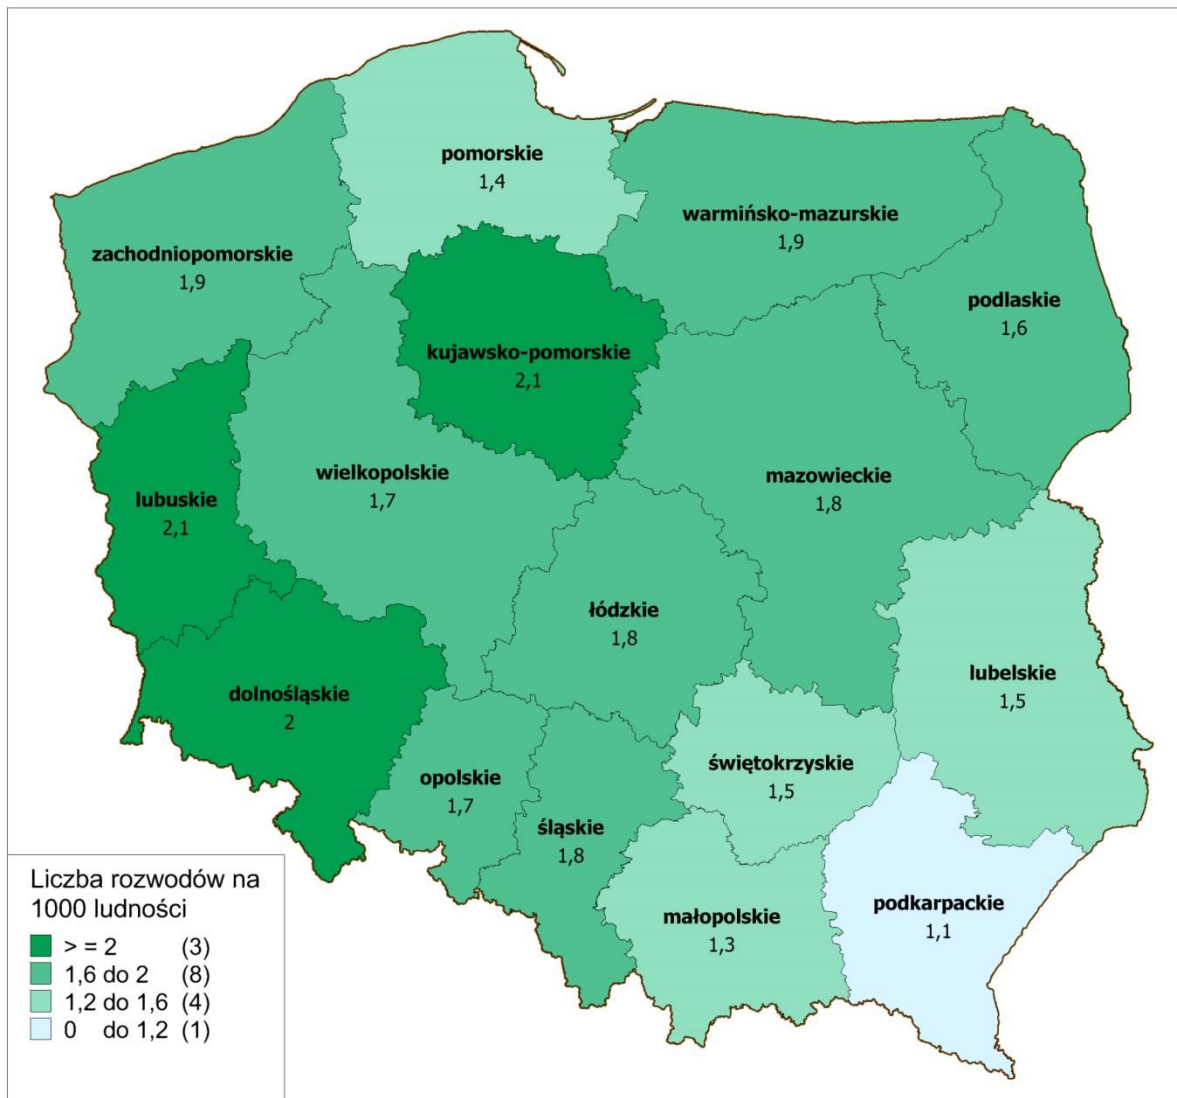 pomorskie
1,4
warmińsko-mazurskie
1,9
zachodniopomorskie
1,9
podlaskie
1,6
kujawsko-pomorskie
2,1
wielkopolskie
1,7
mazowieckie
1,8
lubuskie
2,1
łódzkie
1,8
lubelskie
1,5
dolnośląskie
2
świętokrzyskie
1,5
opolskie
1,7
śląskie
1,8
małopolskie
1,3
podkarpackie
1,1
Liczba rozwodów na
1000 ludności
> = 2 (3)
1,6 do 2 (8)
1,2 do 1,6 (4)
0 do 1,2 (1)